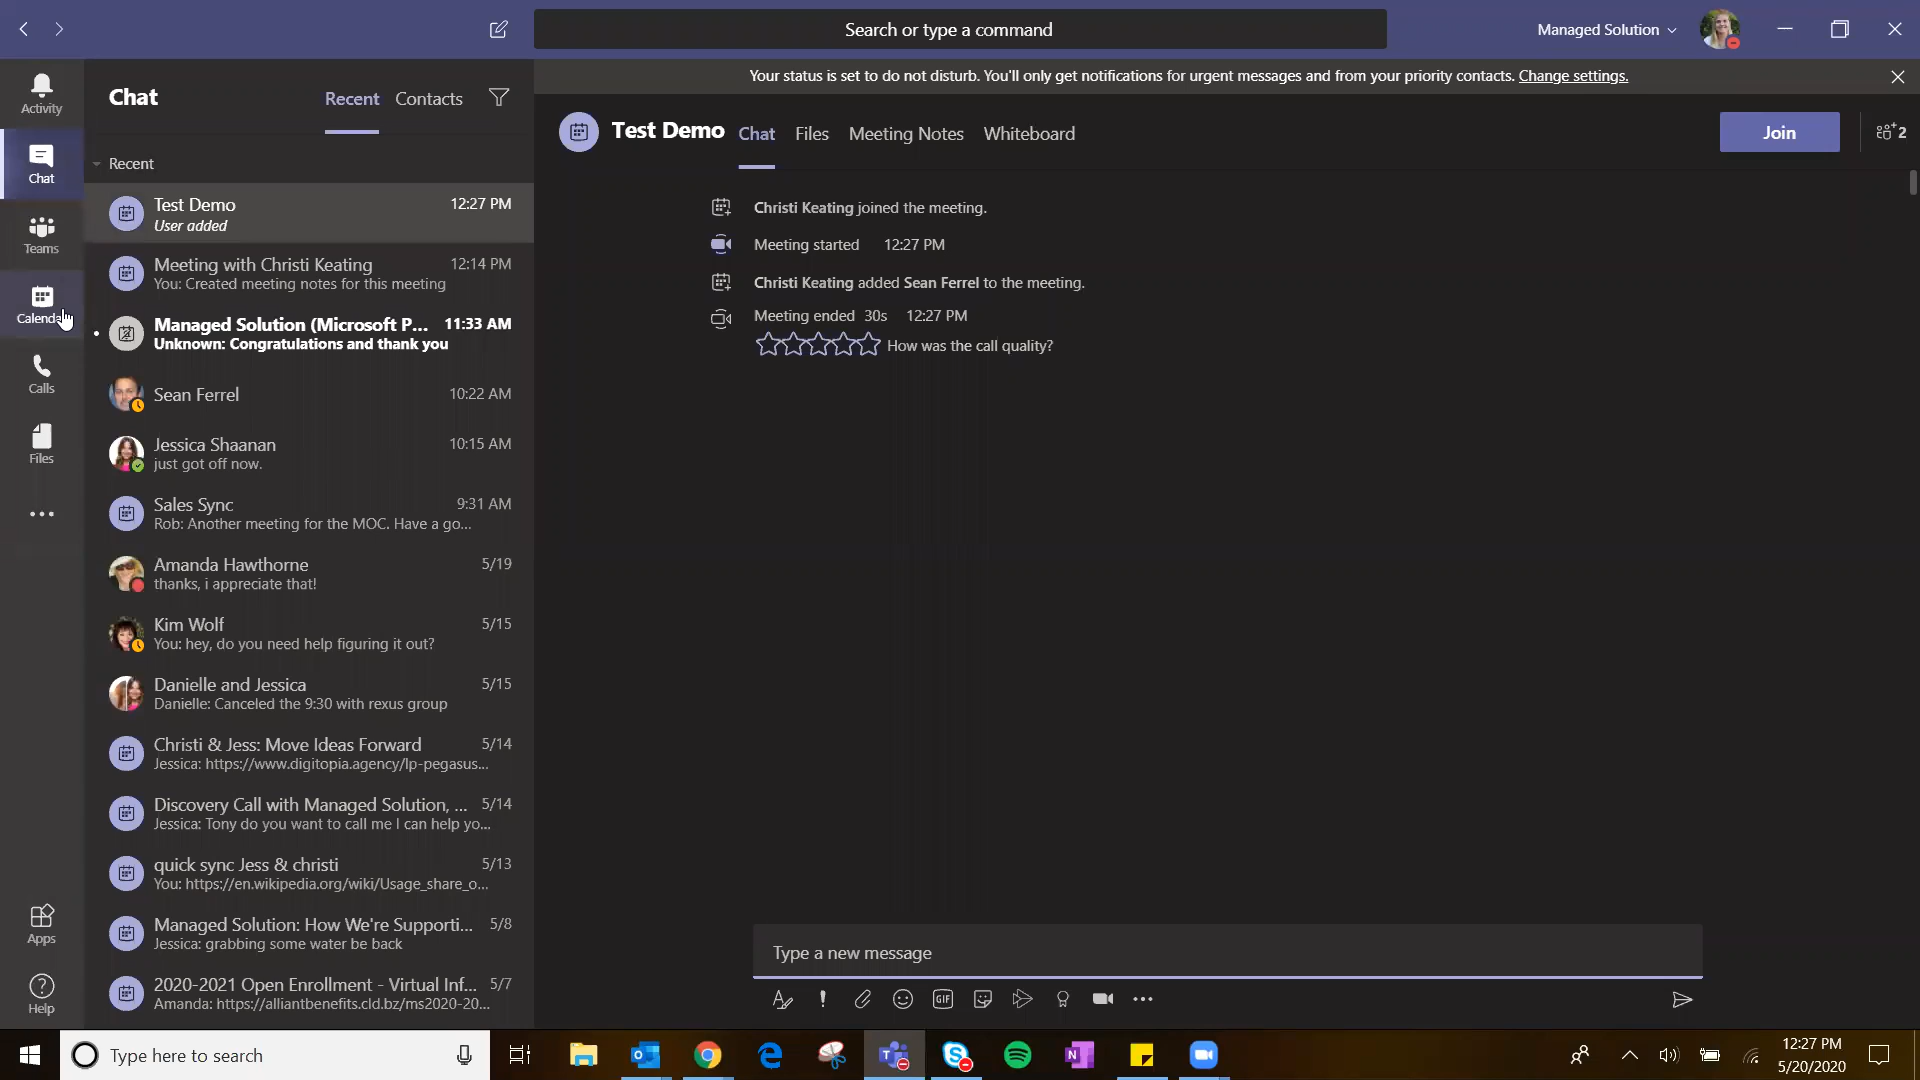 Search or type a command
Managed Solution
Your status is set to do not disturb. You'll only get notifications for urgent messages and from your priority contacts. Change settings.
Activity
Chat
Teams
Calenda
Calls
Files
Apps
Help
Chat
Recent
Contacts
Recent
Test Demo 12:27 PM
User added
Meeting with Christi Keating 12:14 PM
You: Created meeting notes for this meeting
Managed Solution (Microsoft P... 11:33 AM
Unknown: Congratulations and thank you
Sean Ferrel 10:22 AM
Jessica Shaanan 10:15 AM
just got off now.
Sales Sync 9:31 AM
Rob: Another meeting for the MOC. Have a go...
Amanda Hawthorne 5/19
thanks, i appreciate that!
Kim Wolf 5/15
You: hey, do you need help figuring it out?
Danielle and Jessica 5/15
Danielle: Canceled the 9:30 with rexus group
Christi & Jess: Move Ideas Forward 5/14
Jessica: https://www.digitopia.agency/lp-pegasus...
Discovery Call with Managed Solution, ... 5/14
Jessica: Tony do you want to call me I can help yo...
quick sync Jess & christi 5/13
You: https://en.wikipedia.org/wiki/Usage_share_o...
Managed Solution: How We're Supporti... 5/8
Jessica: grabbing some water be back
2020-2021 Open Enrollment - Virtual Inf... 5/7
Amanda: https://alliantbenefits.cld.bz/ms2020-20...
Test Demo Chat Files Meeting Notes Whiteboard
Join
2
Christi Keating joined the meeting.
Meeting started 12:27 PM
Christi Keating added Sean Ferrel to the meeting.
Meeting ended 30s 12:27 PM
How was the call quality?
Type a new message
GIF
Type here to search
12:27 PM
5/20/2020